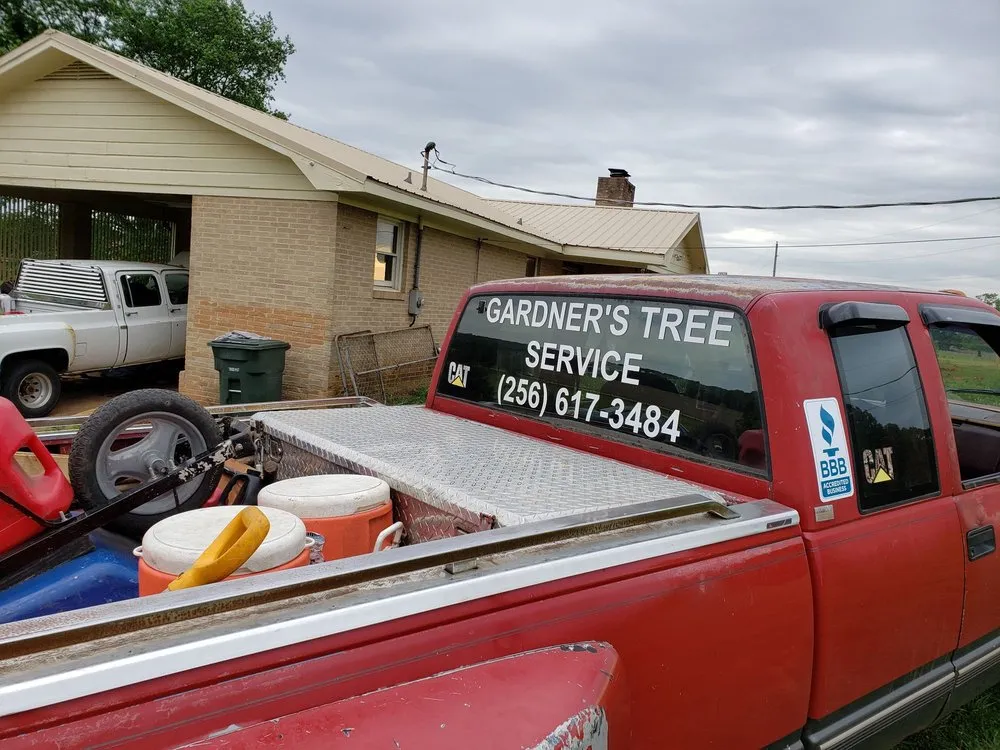 GARDNER'S TREE
SERVICE
(256) 617-3484
CAT
BBB
ACCREDITED
BUSINESS
CAT